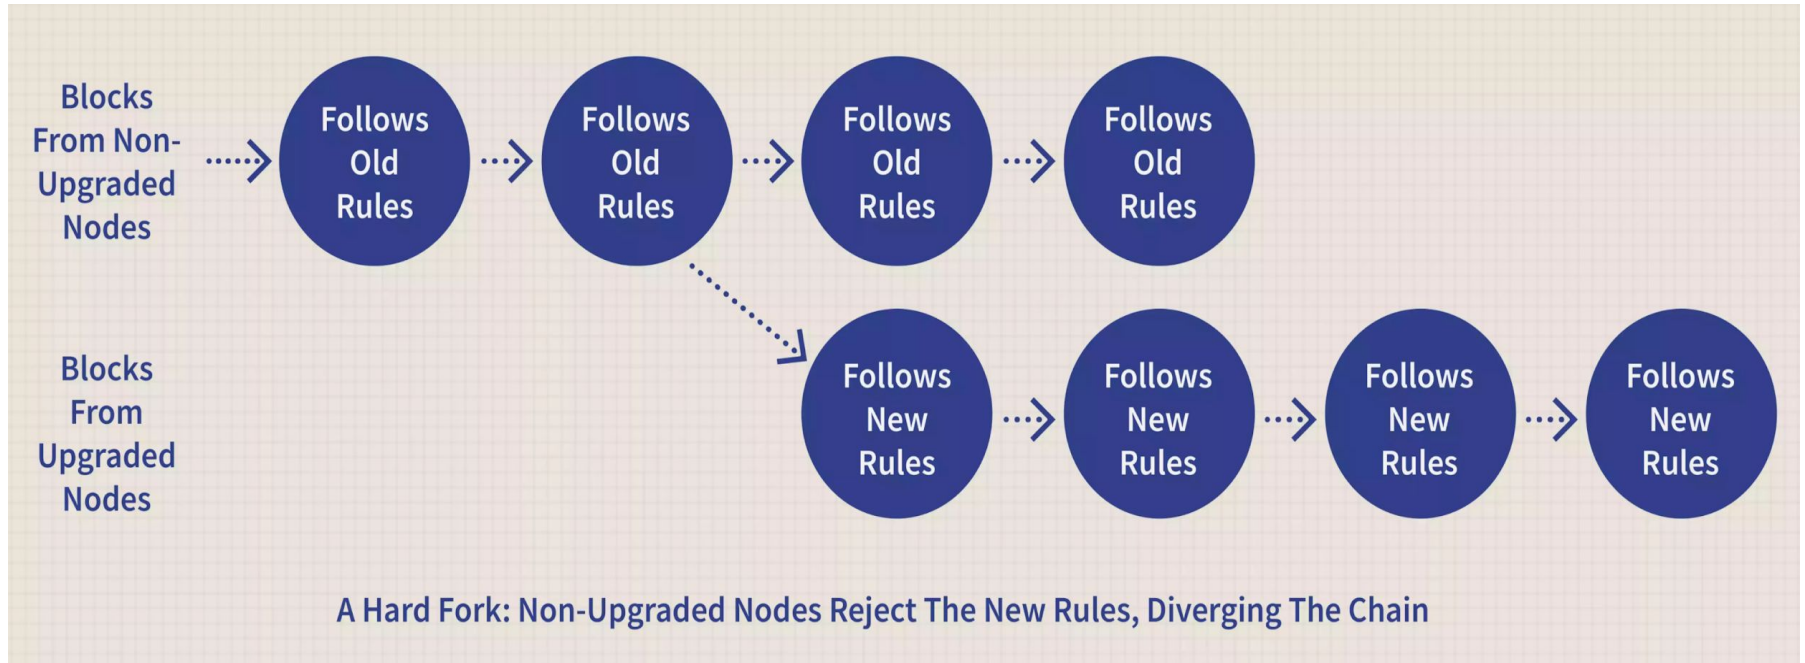 Blocks
From Non-
Upgraded
Nodes
Follows
Old
Rules
Follows
Old
Rules
Follows
Old
Rules
Follows
Old
Rules
Blocks
From
Upgraded
Nodes
Follows
New
Rules
Follows
New
Rules
Follows
New
Rules
Follows
New
Rules
A Hard Fork: Non-Upgraded Nodes Reject The New Rules, Diverging The Chain